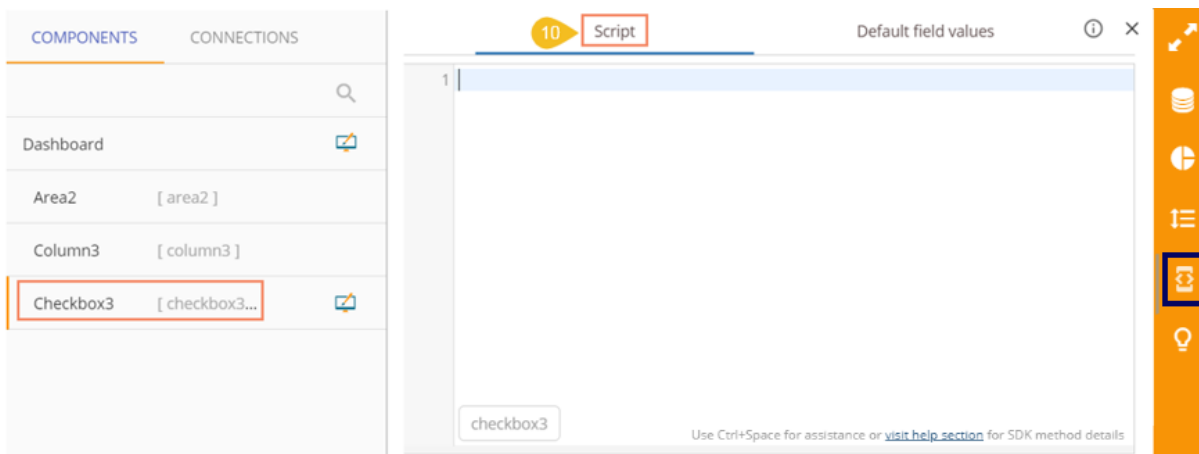 COMPONENTS CONNECTIONS
10 Script Default field values
1
Dashboard
Area2 [ area2 ]
Column3 [ column3 ]
Checkbox3 [ checkbox3...
checkbox3
Use Ctrl+Space for assistance or visit help section for SDK method details